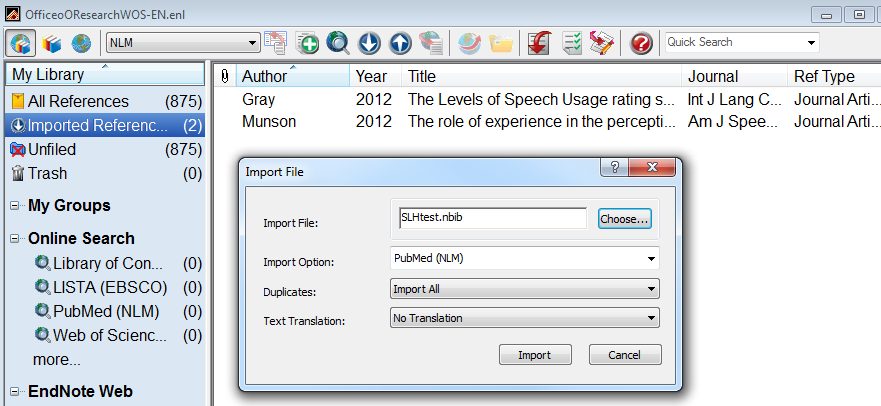 OfficeoOResearchWOS-EN.enl
NLM
Quick Search
My Library
All References (875)
Imported Referenc... (2)
Unfiled (875)
Trash (0)
My Groups
Online Search
Library of Con... (0)
LISTA (EBSCO) (0)
PubMed (NLM) (0)
Web of Scienc... (0)
more...
EndNote Web
Author Year Title Journal Ref Type
Gray 2012 The Levels of Speech Usage rating s... Int J Lang C... Journal Arti...
Munson 2012 The role of experience in the percepti... Am J Spee... Journal Arti...
Import File
Import File: SLHtest.nbib Choose...
Import Option: PubMed (NLM)
Duplicates: Import All
Text Translation: No Translation
Import Cancel